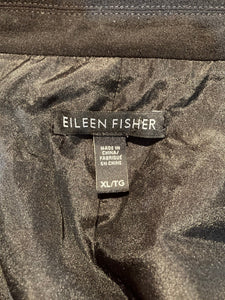 EILEEN FISHER
MADE IN
CHINA/
FABRIQUÉ
EN CHINE
XL/TG